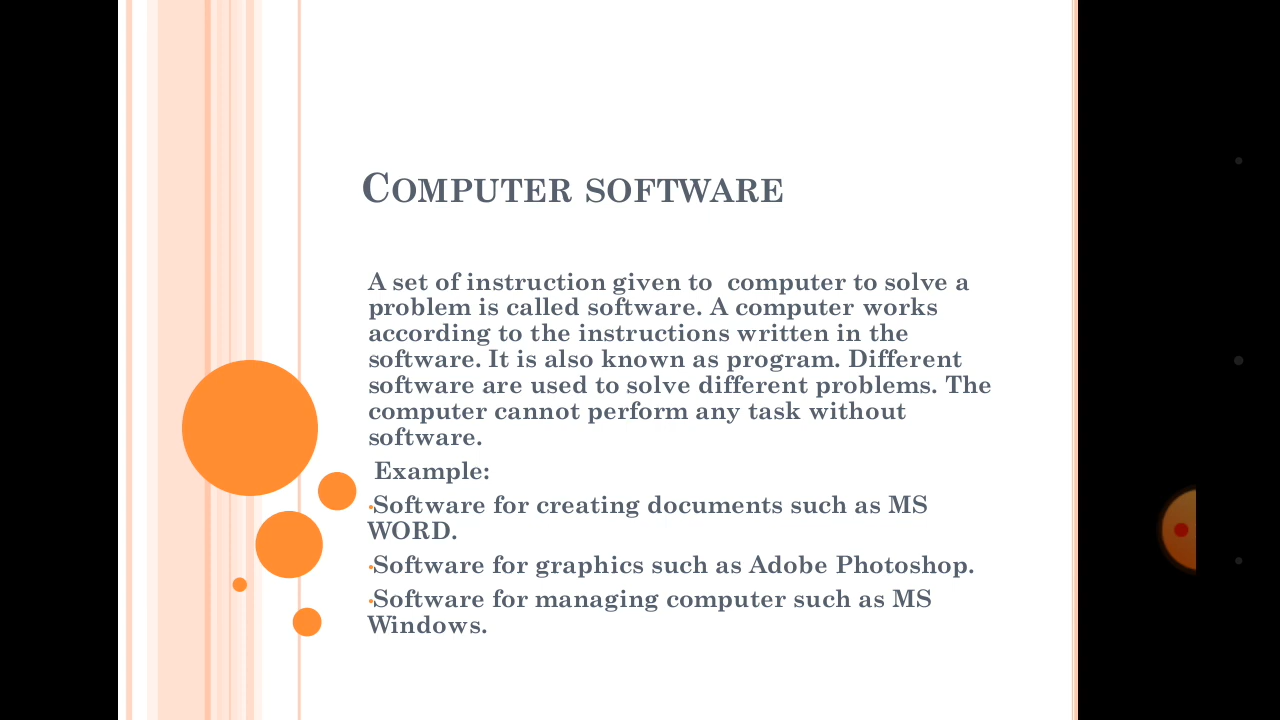 COMPUTER SOFTWARE
A set of instruction given to computer to solve a
problem is called software. A computer works
according to the instructions written in the
software. It is also known as program. Different
software are used to solve different problems. The
computer cannot perform any task without
software.
Example:
•Software for creating documents such as MS
WORD.
•Software for graphics such as Adobe Photoshop.
•Software for managing computer such as MS
Windows.